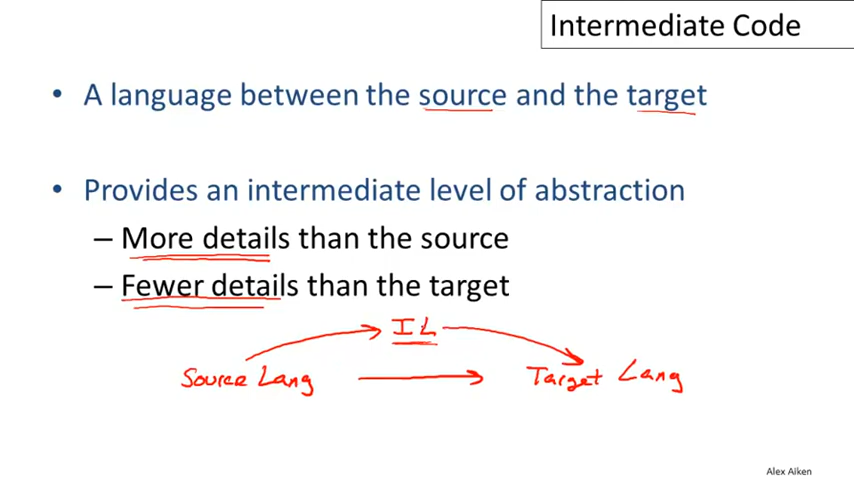 Intermediate Code
• A language between the source and the target
• Provides an intermediate level of abstraction
– More details than the source
– Fewer details than the target
IL
Source Lang Target Lang
Alex Aiken